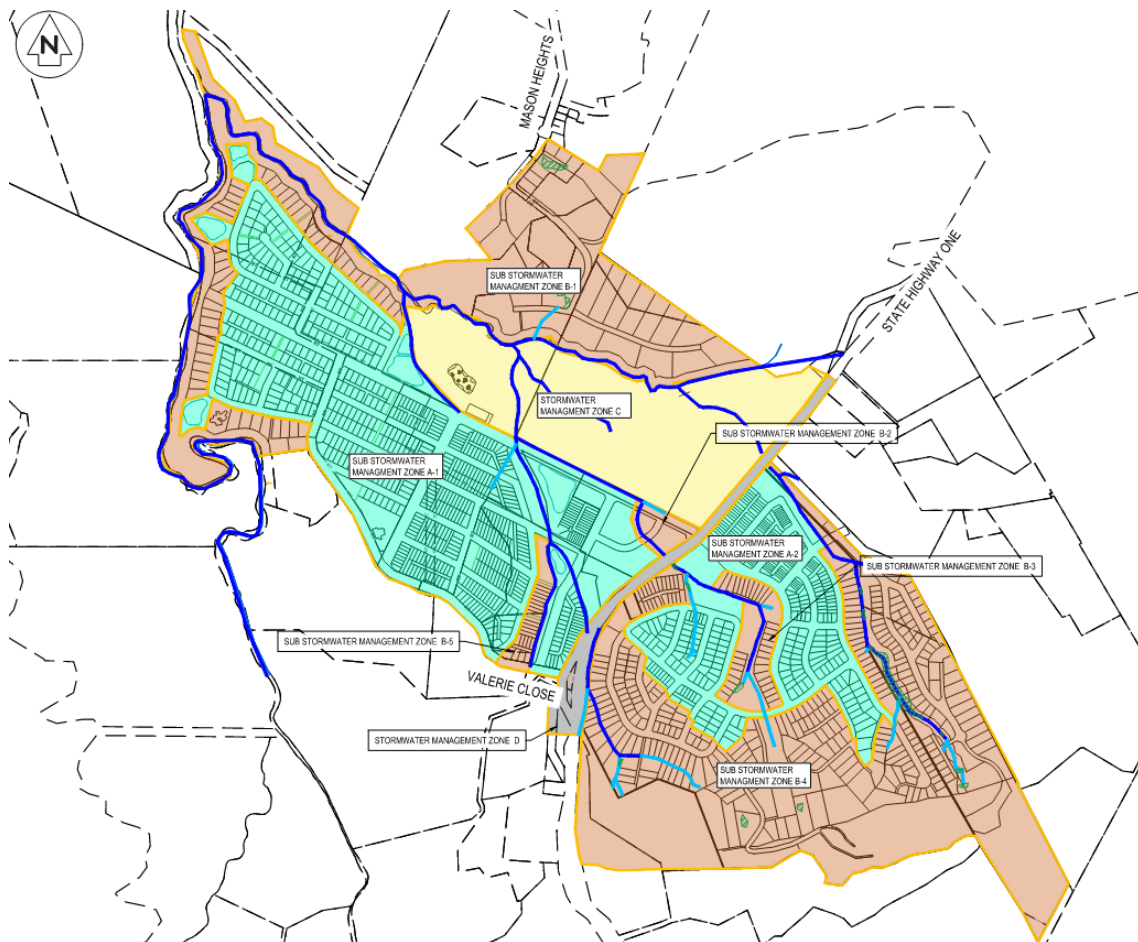 N
MASON HEIGHTS
SUB STORMWATER
MANAGMENT ZONE B-1
STATE HIGHWAY ONE
STORMWATER
MANAGMENT ZONE C
SUB STORMWATER MANAGEMENT ZONE B-2
SUB STORMWATER
MANAGMENT ZONE A-1
SUB STORMWATER
MANAGMENT ZONE A-2
SUB STORMWATER MANAGEMENT ZONE B-3
SUB STORMWATER MANAGEMENT ZONE B-5
VALERIE CLOSE
STORMWATER MANAGEMENT ZONE D
SUB STORMWATER
MANAGMENT ZONE B-4